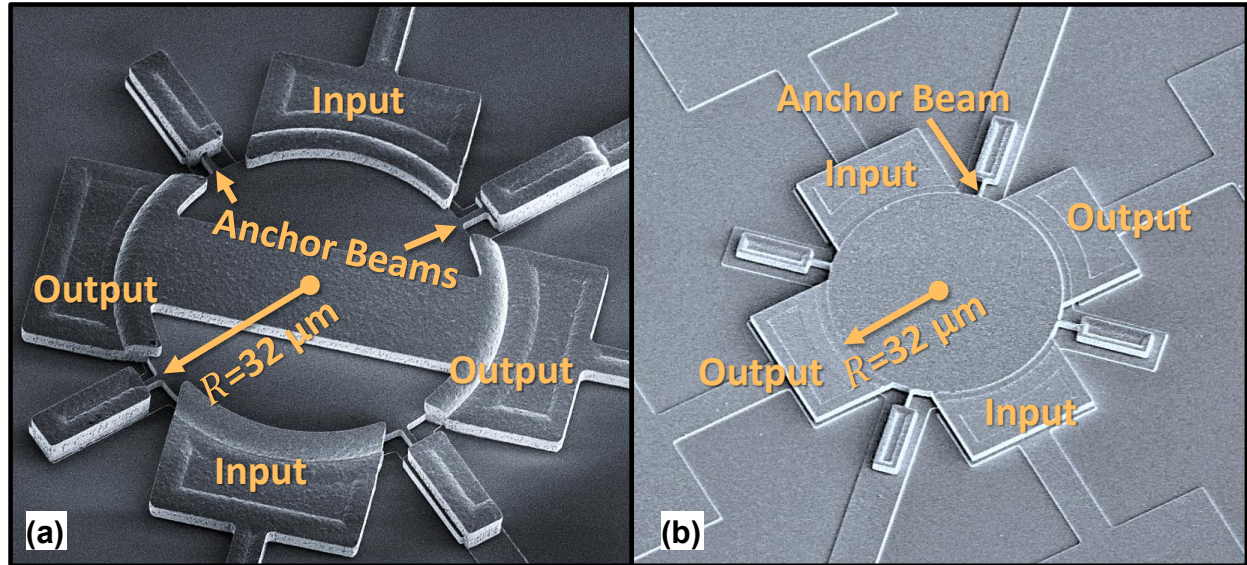 Input
Anchor Beams
Output
R=32 μm
Output
Input
(a)
Anchor Beam
Input
Output
R=32 μm
Output
Input
(b)